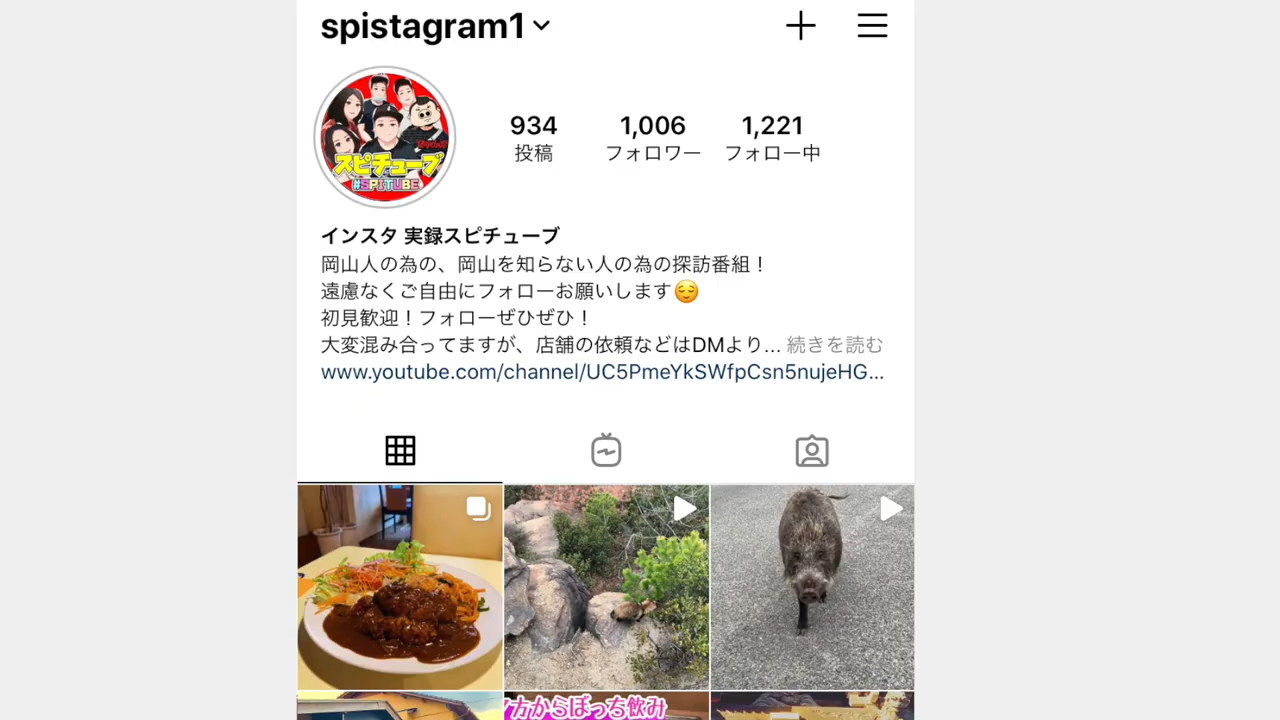 spistagram1
スピチューブ
#SPITUBE
934
投稿
1,006
フォロワー
1,221
フォロー中
インスタ 実録スピチューブ
岡山人の為の、岡山を知らない人の為の探訪番組！
遠慮なくご自由にフォローお願いします😌
初見歓迎！フォローぜひぜひ！
大変混み合ってますが、店舗の依頼などはDMより... 続きを読む
www.youtube.com/channel/UC5PmeYkSWfpCsn5nujeHG...
夕方からぼっち飲み